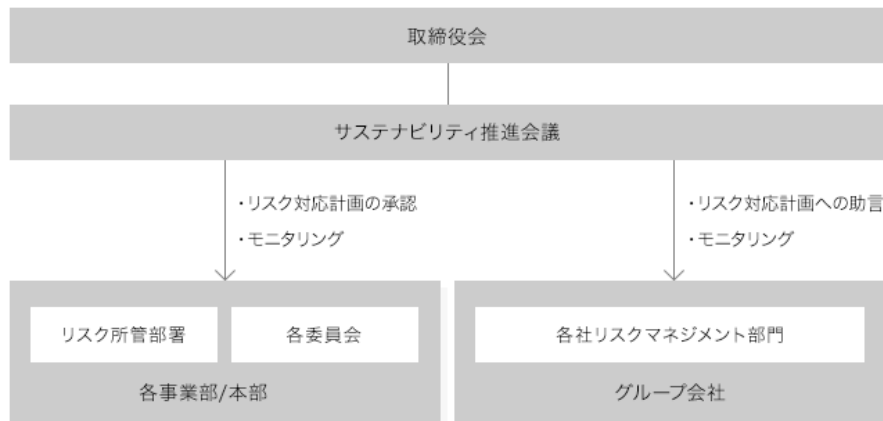 取締役会
サステナビリティ推進会議
・リスク対応計画の承認
・モニタリング
・リスク対応計画への助言
・モニタリング
リスク所管部署
各委員会
各事業部/本部
各社リスクマネジメント部門
グループ会社